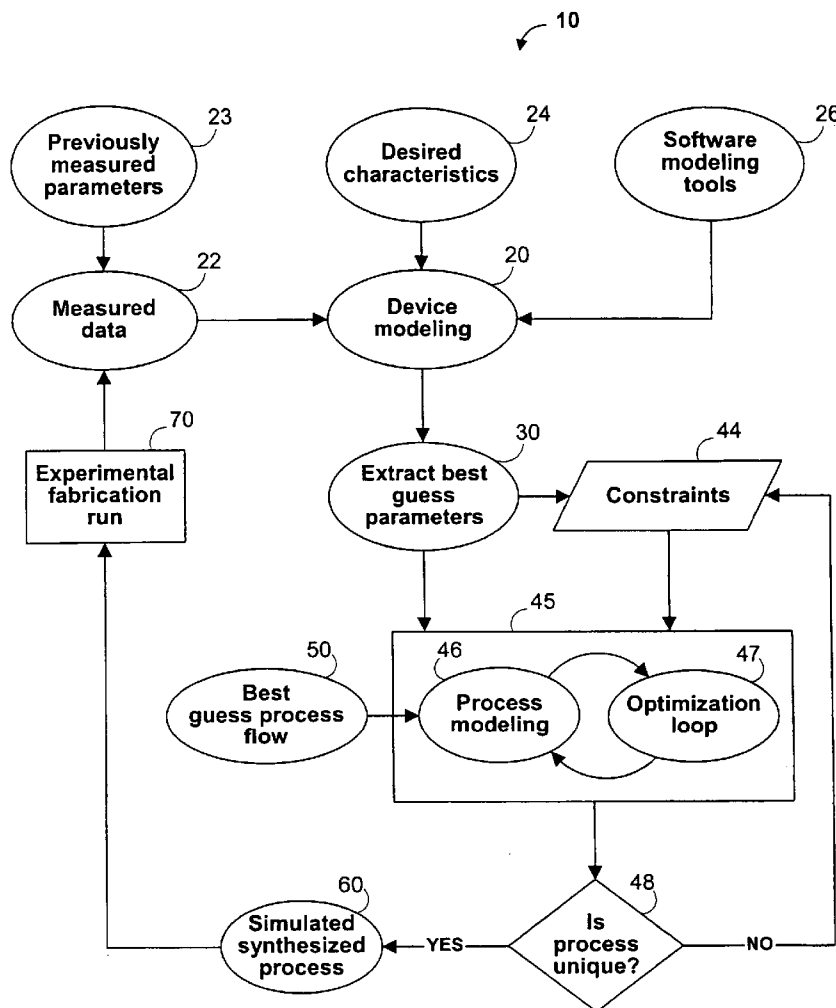 10
23
Previously
measured
parameters
24
Desired
characteristics
26
Software
modeling
tools
22
Measured
data
20
Device
modeling
70
Experimental
fabrication
run
30
Extract best
guess
parameters
44
Constraints
45
50
Best
guess process
flow
46
Process
modeling
47
Optimization
loop
60
Simulated
synthesized
process
YES
48
Is
process
unique?
NO